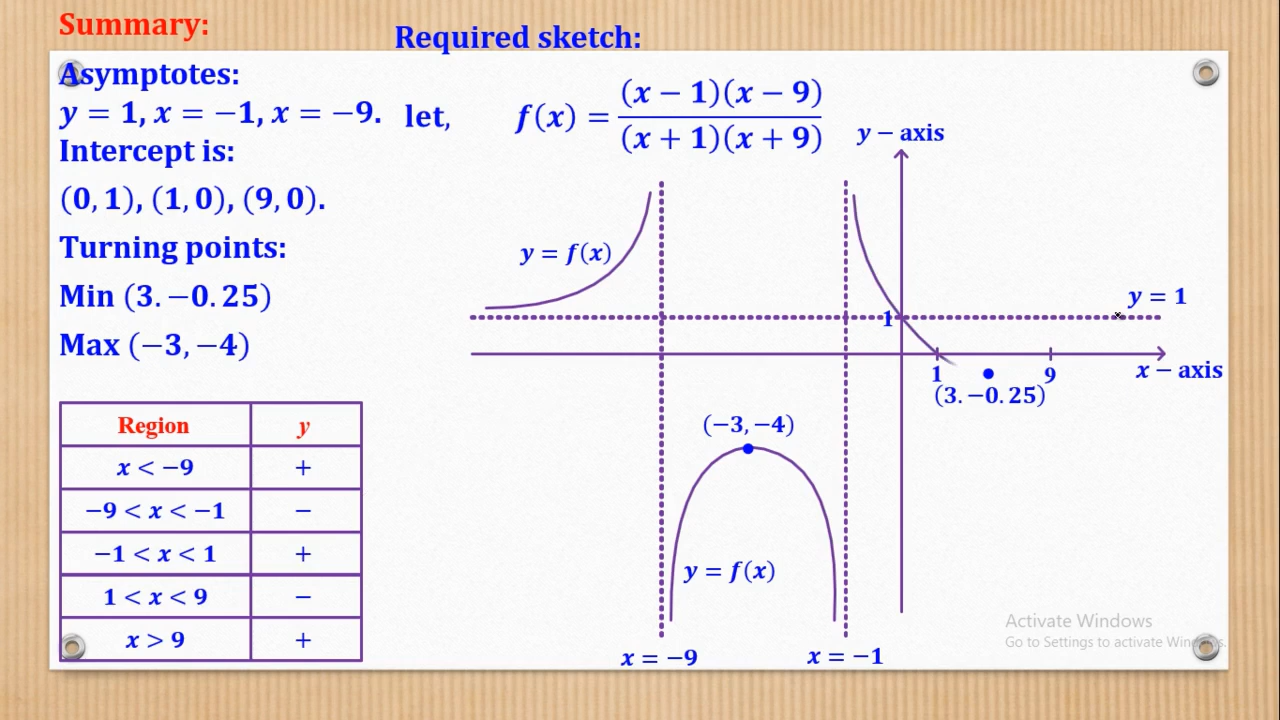 Summary:
Required sketch:
Asymptotes:
y = 1, x = −1, x = −9.
let, f(x) = (x − 1)(x − 9)
(x + 1)(x + 9)
Intercept is:
(0, 1), (1, 0), (9, 0).
Turning points:
Min (3. −0. 25)
Max (−3, −4)
Region y
x < −9 +
−9 < x < −1 −
−1 < x < 1 +
1 < x < 9 −
x > 9 +
y − axis
y = f(x)
y = 1
1
x − axis
1
9
(3. −0. 25)
(−3, −4)
y = f(x)
x = −9
x = −1
Activate Windows
Go to Settings to activate Windows.